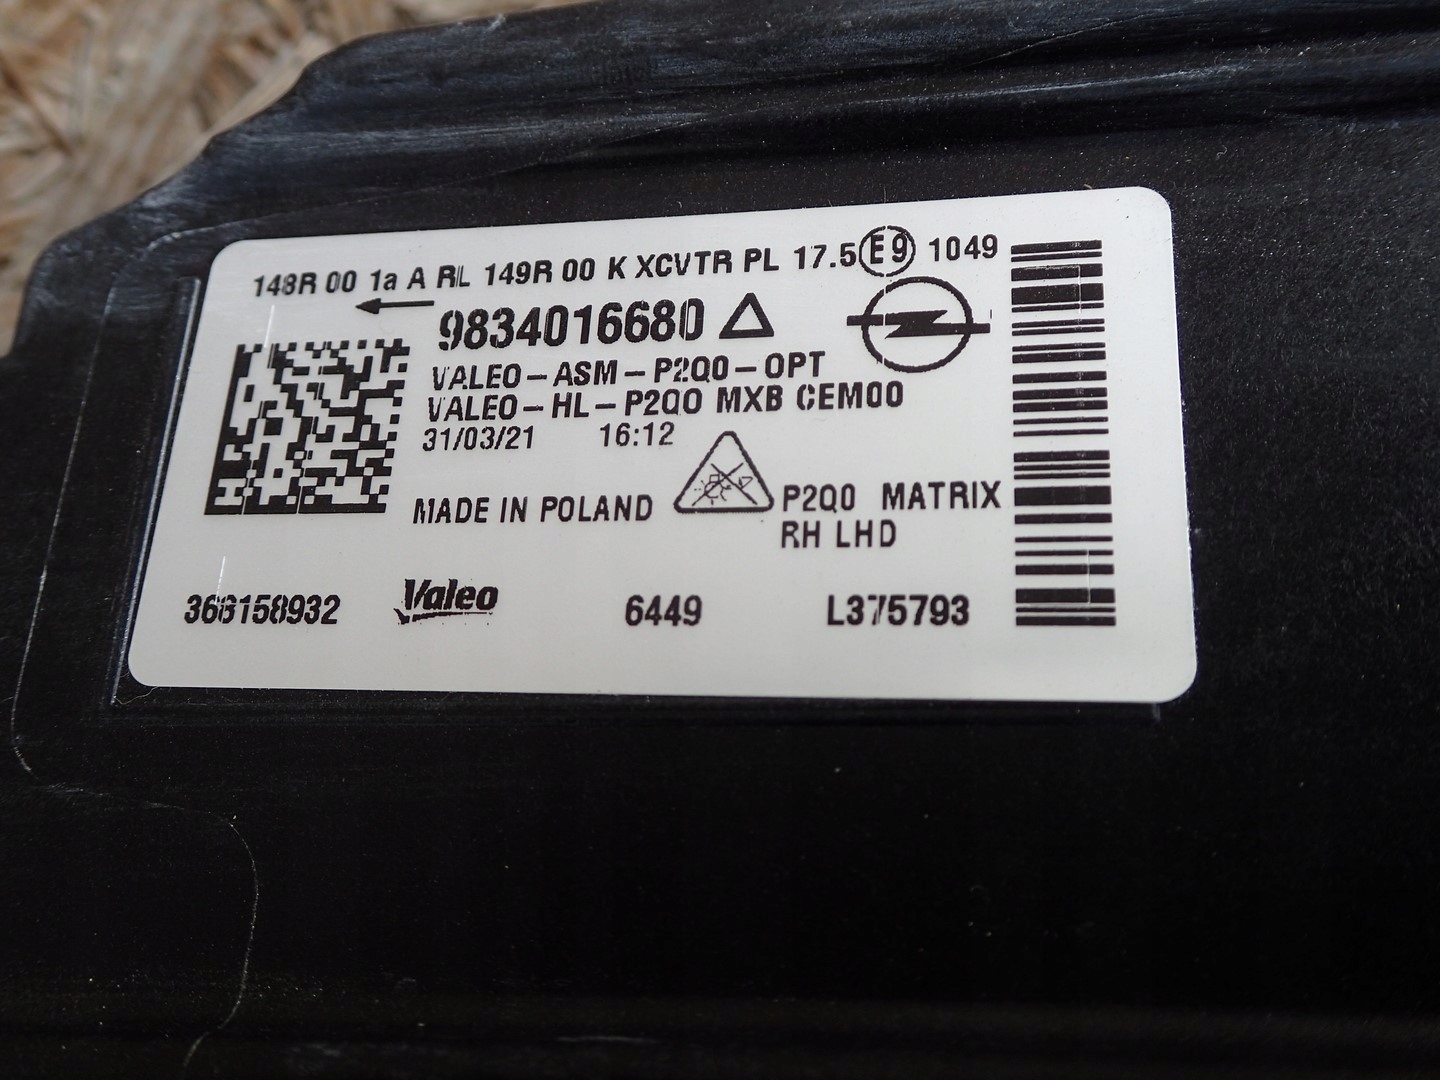 148R 00 1a A RL 149R 00 K XCVTR PL 17.5 E9 1049
9834016680
VALEO-ASM-P2Q0-OPT
VALEO-HL-P2QO MXB CEM00
31/03/21 16:12
MADE IN POLAND
P2Q0 MATRIX
RH LHD
366158932 Valeo 6449 L375793